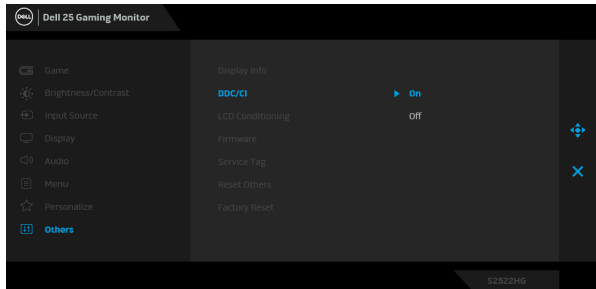 DELL
Dell 25 Gaming Monitor
Game
Brightness/Contrast
Input Source
Display
Audio
Menu
Personalize
Others
Display Info
DDC/CI
On
LCD Conditioning
Off
Firmware
Service Tag
Reset Others
Factory Reset
S2522HG